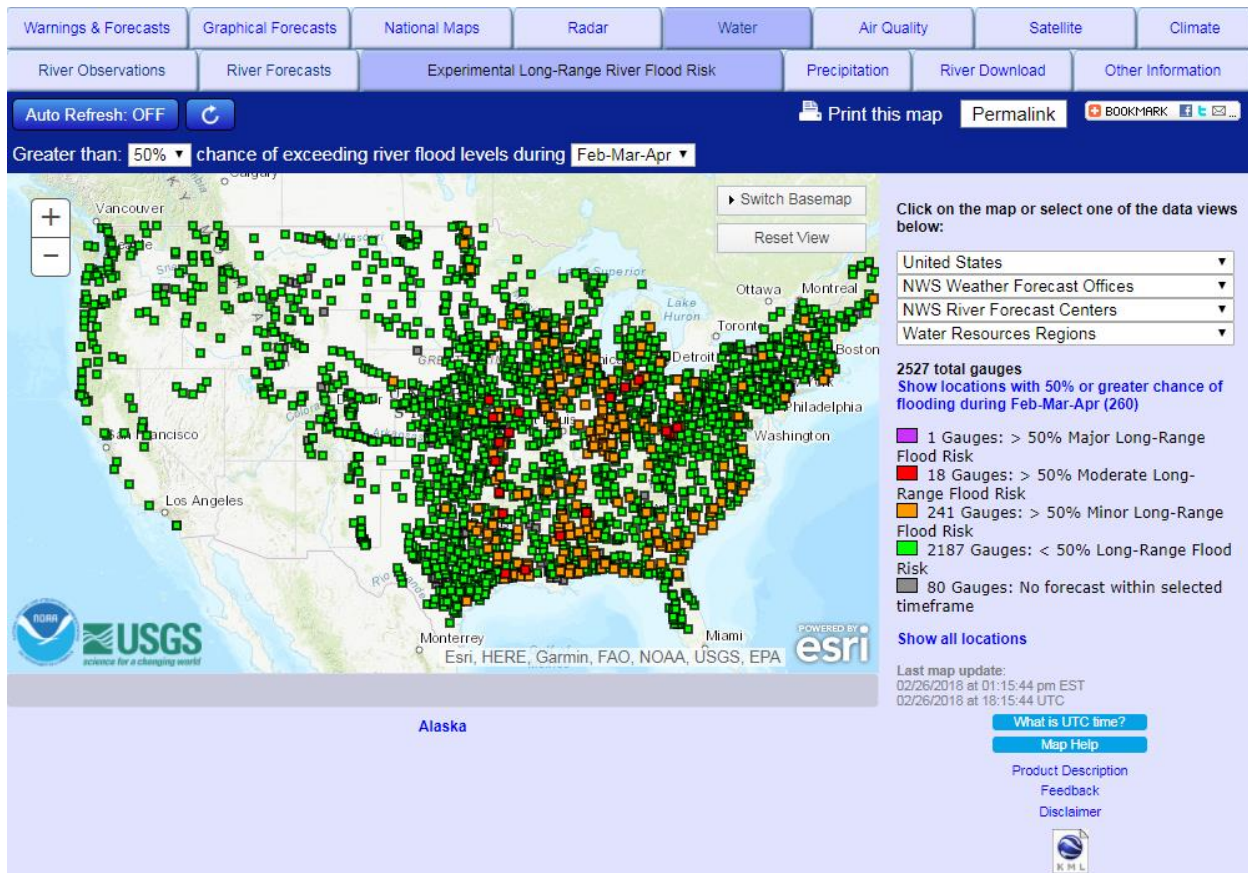 Warnings & Forecasts
Graphical Forecasts
National Maps
Radar
Water
Air Quality
Satellite
Climate
River Observations
River Forecasts
Experimental Long-Range River Flood Risk
Precipitation
River Download
Other Information
Auto Refresh: OFF
Print this map
Permalink
BOOKMARK
Greater than: 50% chance of exceeding river flood levels during Feb-Mar-Apr
Switch Basemap
Reset View
+
−
Calgary
Vancouver
Lake Superior
Ottawa
Montreal
Lake
Huron
Toronto
Detroit
Boston
Philadelphia
Washington
San Francisco
Los Angeles
Monterrey
Miami
NOAA
USGS
science for a changing world
Esri, HERE, Garmin, FAO, NOAA, USGS, EPA
POWERED BY
esri
Alaska
Click on the map or select one of the data views
below:
United States
NWS Weather Forecast Offices
NWS River Forecast Centers
Water Resources Regions
2527 total gauges
Show locations with 50% or greater chance of
flooding during Feb-Mar-Apr (260)
1 Gauges: > 50% Major Long-Range
Flood Risk
18 Gauges: > 50% Moderate Long-
Range Flood Risk
241 Gauges: > 50% Minor Long-Range
Flood Risk
2187 Gauges: < 50% Long-Range Flood
Risk
80 Gauges: No forecast within selected
timeframe
Show all locations
Last map update:
02/26/2018 at 01:15:44 pm EST
02/26/2018 at 18:15:44 UTC
What is UTC time?
Map Help
Product Description
Feedback
Disclaimer
KML